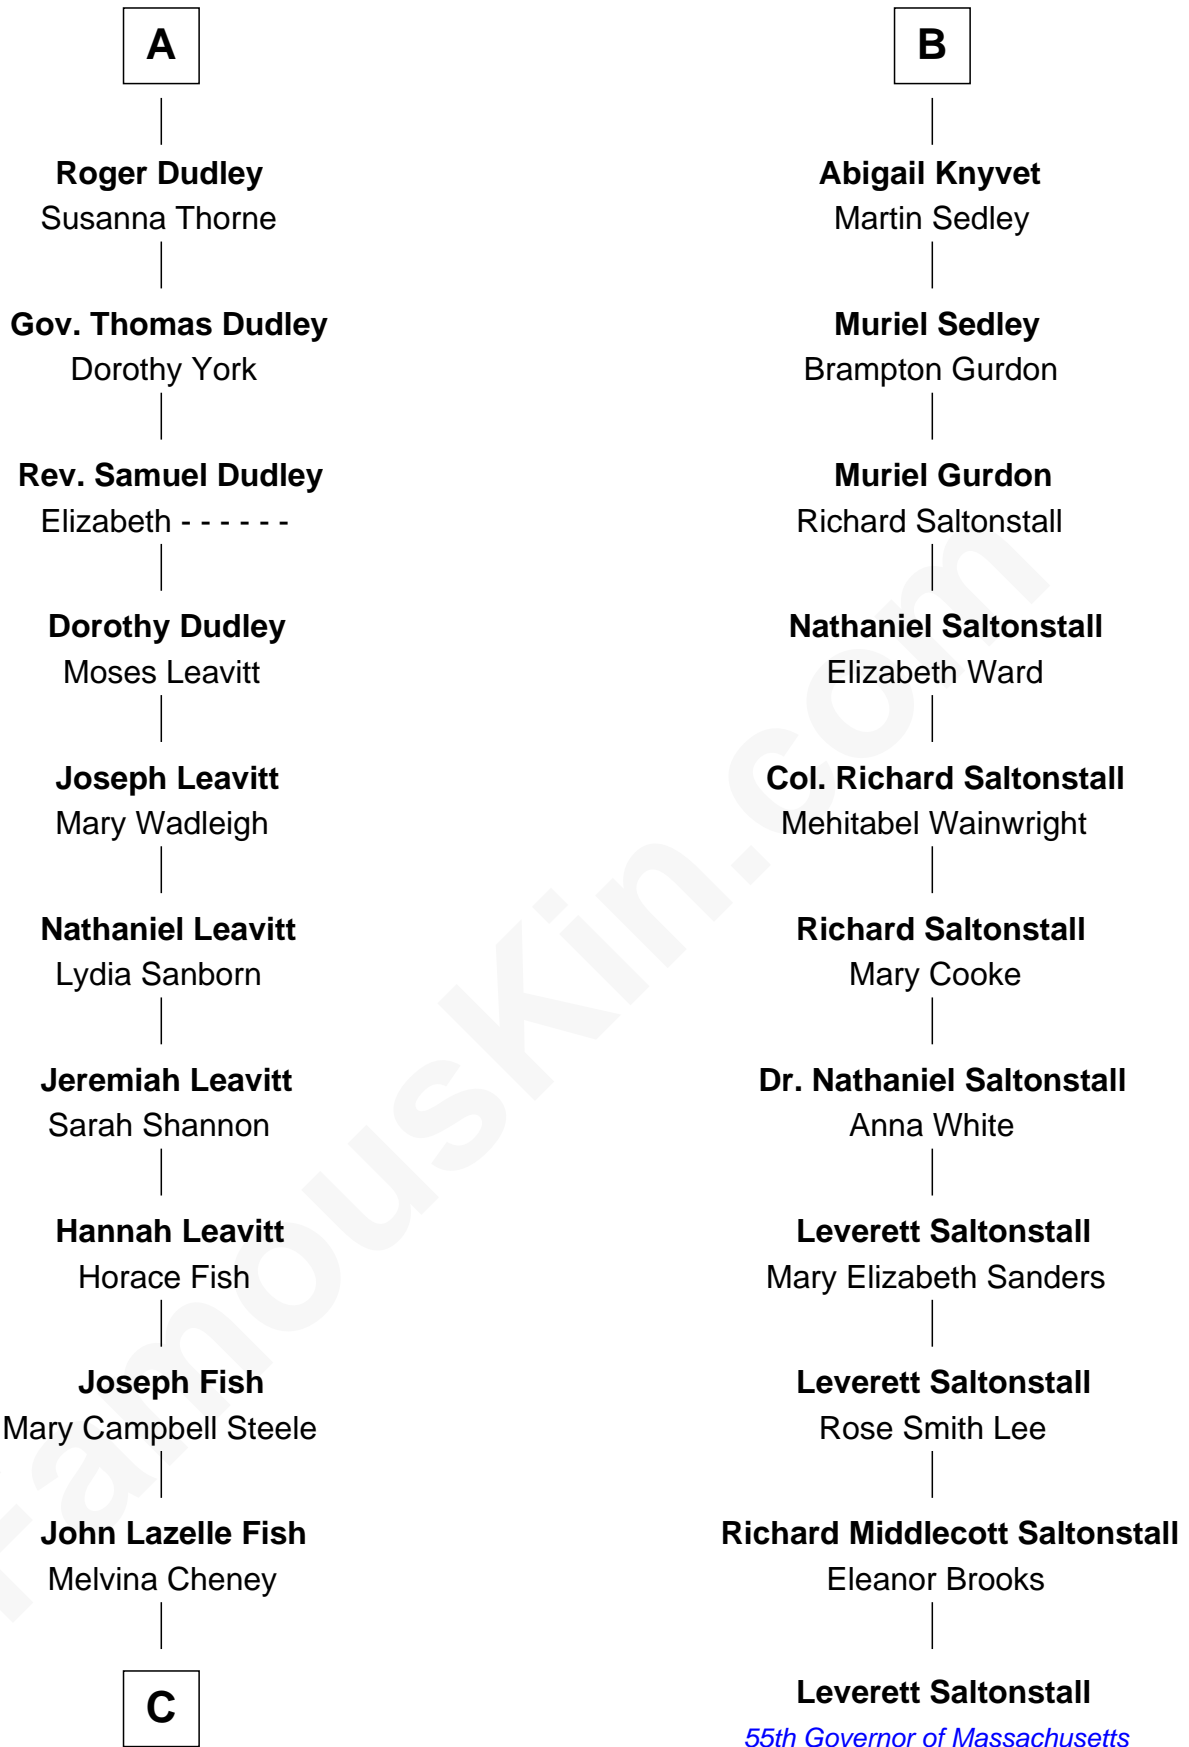 A
Roger Dudley
Susanna Thorne
Gov. Thomas Dudley
Dorothy York
Rev. Samuel Dudley
Elizabeth - - - - - -
Dorothy Dudley
Moses Leavitt
Joseph Leavitt
Mary Wadleigh
Nathaniel Leavitt
Lydia Sanborn
Jeremiah Leavitt
Sarah Shannon
Hannah Leavitt
Horace Fish
Joseph Fish
Mary Campbell Steele
John Lazelle Fish
Melvina Cheney
C
B
Abigail Knyvet
Martin Sedley
Muriel Sedley
Brampton Gurdon
Muriel Gurdon
Richard Saltonstall
Nathaniel Saltonstall
Elizabeth Ward
Col. Richard Saltonstall
Mehitabel Wainwright
Richard Saltonstall
Mary Cooke
Dr. Nathaniel Saltonstall
Anna White
Leverett Saltonstall
Mary Elizabeth Sanders
Leverett Saltonstall
Rose Smith Lee
Richard Middlecott Saltonstall
Eleanor Brooks
Leverett Saltonstall
55th Governor of Massachusetts
FamousKin.com